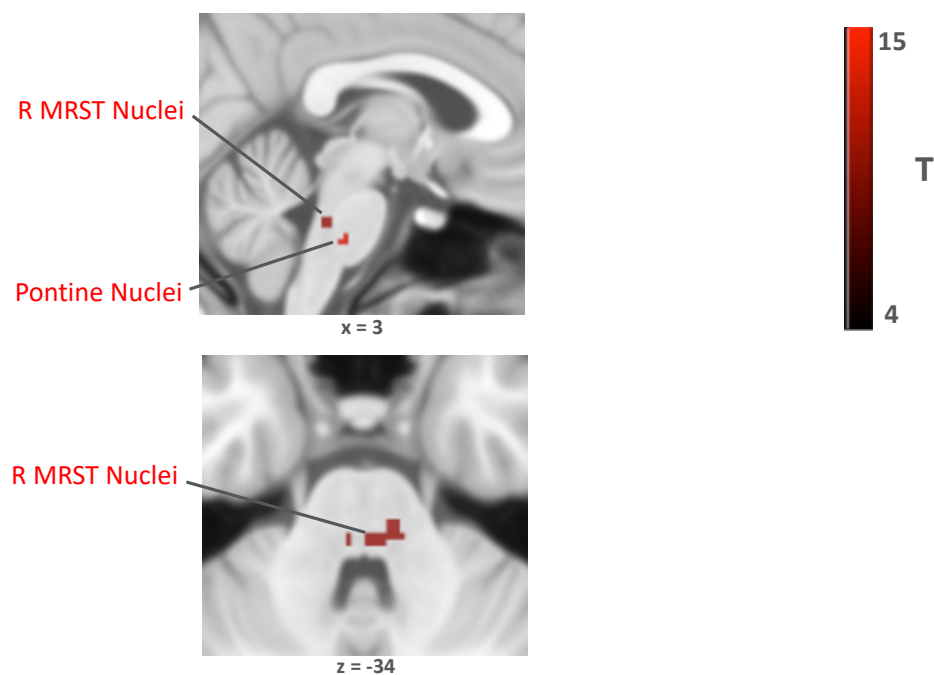 15
R MRST Nuclei
T
Pontine Nuclei
4
x = 3
R MRST Nuclei
z = -34